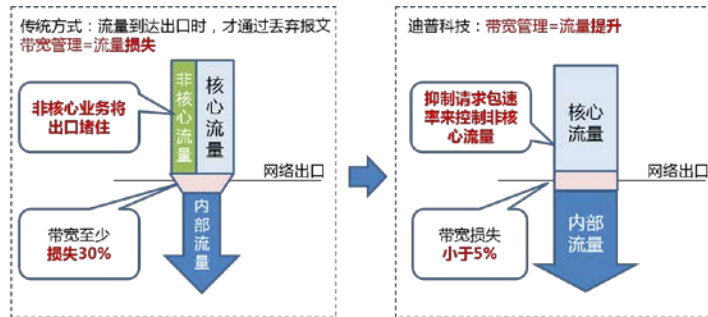 传统方式：流量到达出口时，才通过丢弃报文
带宽管理=流量损失
非核心业务将
出口堵住
非核心流量
核心流量
网络出口
带宽至少
损失30%
内部流量
迪普科技：带宽管理=流量提升
抑制请求包速
率来控制非核
心流量
核心
流量
网络出口
带宽损失
小于5%
内部
流量